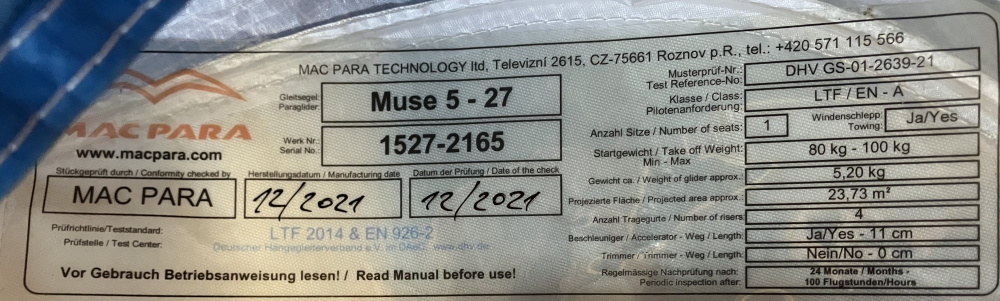 MAC PARA TECHNOLOGY ltd, Televizní 2615, CZ-75661 Roznov p.R., tel.: +420 571 115 566
MAC PARA
www.macpara.com
Gleitsegel: Muse 5 - 27
Paraglider:
Werk Nr.: 1527-2165
Serial No.:
Stückgeprüft durch / Conformity checked by
MAC PARA
Herstellungsdatum / Manufacturing date
12/2021
Datum der Prüfung / Date of the check
12/2021
Prüfrichtlinie/Teststandard: LTF 2014 & EN 926-2
Prüfstelle / Test Center: Deutscher Hängegleiterverband e.V. im DAeC, www.dhv.de
Vor Gebrauch Betriebsanweisung lesen! / Read Manual before use!
Musterprüf-Nr.: DHV GS-01-2639-21
Test Reference-No:
Klasse / Class: LTF / EN - A
Pilotenanforderung:
Anzahl Sitze / Number of seats: 1 Windenschlepp: Ja/Yes
Towing:
Startgewicht / Take off Weight: 80 kg - 100 kg
Min - Max
Gewicht ca. / Weight of glider approx.: 5,20 kg
Projezierte Fläche / Projected area approx.: 23,73 m²
Anzahl Tragegurte / Number of risers 4
Beschleuniger / Accelerator - Weg / Length: Ja/Yes - 11 cm
Trimmer / Trimmer - Weg / Length: Nein/No - 0 cm
Regelmässige Nachprüfung nach: 24 Monate / Months -
Periodic inspection after: 100 Flugstunden/Hours